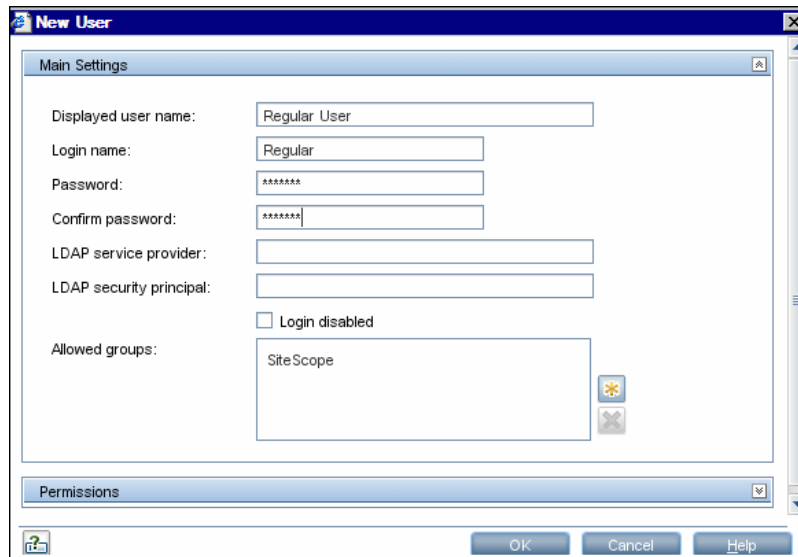 New User
Main Settings
Displayed user name: Regular User
Login name: Regular
Password: *******
Confirm password: *******
LDAP service provider:
LDAP security principal:
Login disabled
Allowed groups: SiteScope
Permissions
OK Cancel Help